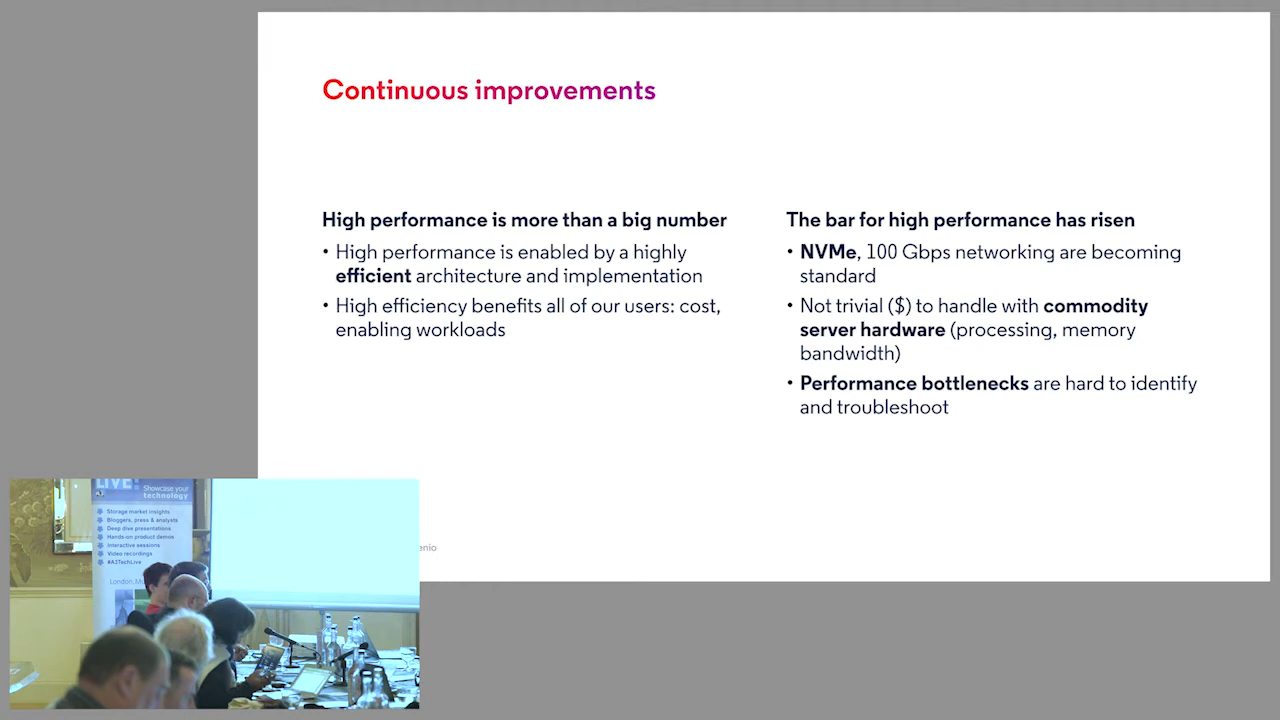 Continuous improvements
High performance is more than a big number
• High performance is enabled by a highly
efficient architecture and implementation
• High efficiency benefits all of our users: cost,
enabling workloads
The bar for high performance has risen
• NVMe, 100 Gbps networking are becoming
standard
• Not trivial ($) to handle with commodity
server hardware (processing, memory
bandwidth)
• Performance bottlenecks are hard to identify
and troubleshoot
enio
LIVE!
Showcase your
technology
Storage market insights
Bloggers, press & analysts
Deep dive presentations
Hands-on product demos
Interactive sessions
Video recordings
#A3TechLive
London, Mu